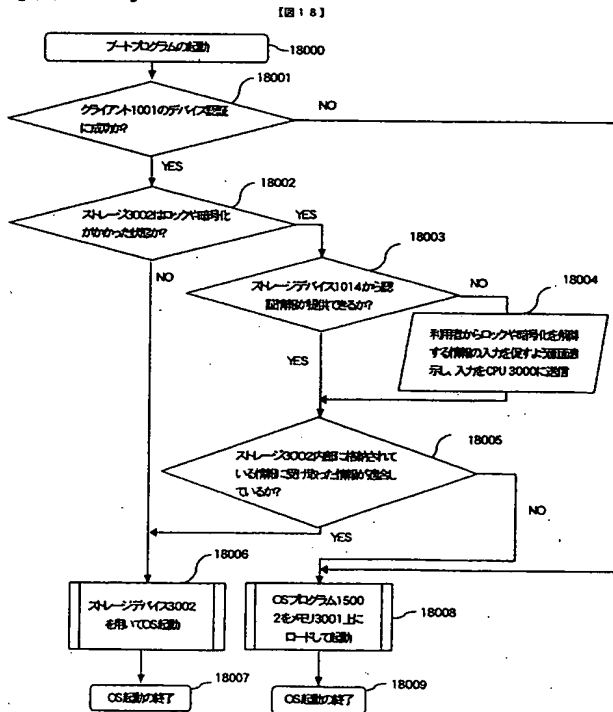 【図18】
ブートプログラムの起動
18000
18001
クライアント1001のデバイス認証
に成功か?
NO
YES
18002
ストレージ3002はロックや暗号化
がかかった状態か?
YES
18003
NO
ストレージデバイス1014から認
証情報が提供できるか?
NO
18004
利用者からロックや暗号化を解除
する情報の入力を促すよう画面表
示し、入力をCPU 3000に送信
YES
18005
ストレージ3002内部に格納されて
いる情報に受け取った情報が適合し
ているか?
NO
YES
18006
ストレージデバイス3002
を用いてOS起動
OSプログラム1500
2をメモリ3001上に
ロードして起動
18008
18007
OS起動の終了
18009
OS起動の終了